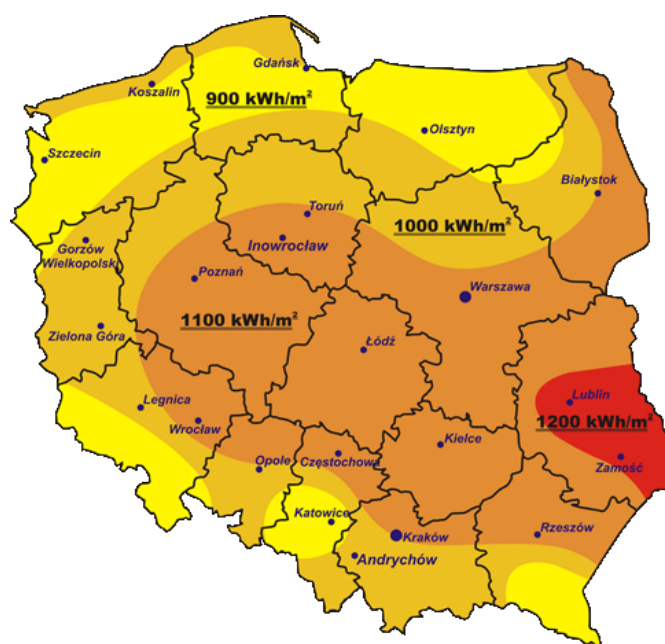 Gdańsk
Koszalin
900 kWh/m²
Olsztyn
Szczecin
Białystok
Toruń
1000 kWh/m²
Gorzów
Wielkopolski
Inowrocław
Poznań
Warszawa
1100 kWh/m²
Zielona Góra
Łódź
Legnica
Lublin
Wrocław
1200 kWh/m²
Kielce
Opole
Częstochowa
Zamość
Katowice
Rzeszów
Kraków
Andrychów